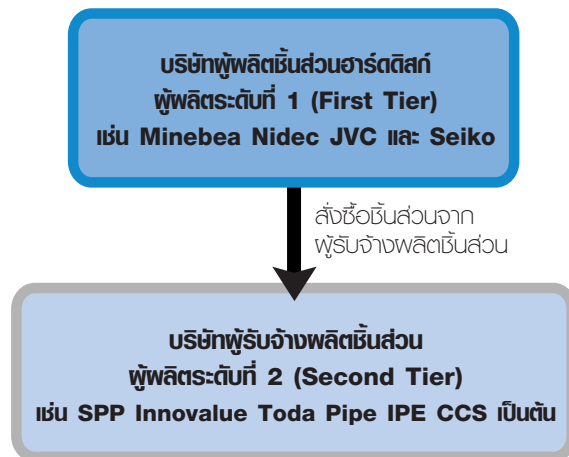 บริษัทผู้ผลิตชิ้นส่วนฮาร์ดดิสก์
ผู้ผลิตระดับที่ 1 (First Tier)
เช่น Minebea Nidec JVC และ Seiko
สั่งซื้อชิ้นส่วนจาก
ผู้รับจ้างผลิตชิ้นส่วน
บริษัทผู้รับจ้างผลิตชิ้นส่วน
ผู้ผลิตระดับที่ 2 (Second Tier)
เช่น SPP Innovalue Toda Pipe IPE CCS เป็นต้น